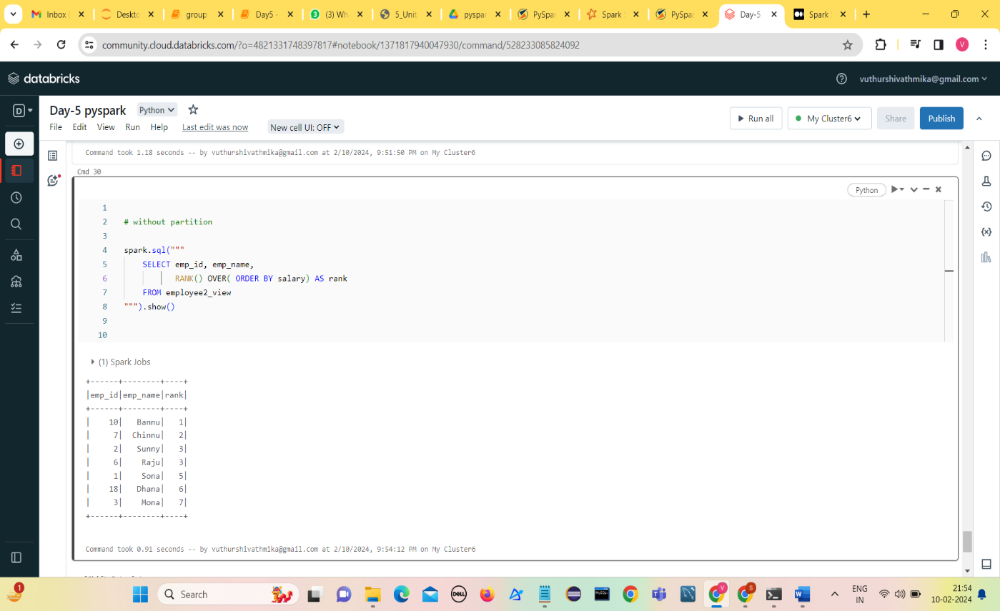 Inbox (
Deskto
group
Day5 -
(3) Wh
5_Unit
pyspar
PySpar
Spark
PySpar
Day-5
Spark
community.cloud.databricks.com/?o=4821331748397817#notebook/1371817940047930/command/528233085824092
V
databricks
vuthurshivathmika@gmail.com
D
Day-5 pyspark Python
Run all My Cluster6 Share Publish
File Edit View Run Help Last edit was now New cell UI: OFF
Command took 1.18 seconds -- by vuthurshivathmika@gmail.com at 2/10/2024, 9:51:50 PM on My Cluster6
Cmd 30
Python
1
2 # without partition
3
4 spark.sql("""
5 SELECT emp_id, emp_name,
6 RANK() OVER( ORDER BY salary) AS rank
7 FROM employee2_view
8 """).show()
9
10
(1) Spark Jobs
+------+--------+----+
|emp_id|emp_name|rank|
+------+--------+----+
|    10|   Bannu|   1|
|     7|  Chinnu|   2|
|     2|   Sunny|   3|
|     6|    Raju|   3|
|     1|    Sona|   5|
|    18|   Dhana|   6|
|     3|    Mona|   7|
+------+--------+----+
Command took 0.91 seconds -- by vuthurshivathmika@gmail.com at 2/10/2024, 9:54:12 PM on My Cluster6
1
Search
DELL
MySQL
V
S
W
ENG
IN
21:54
10-02-2024